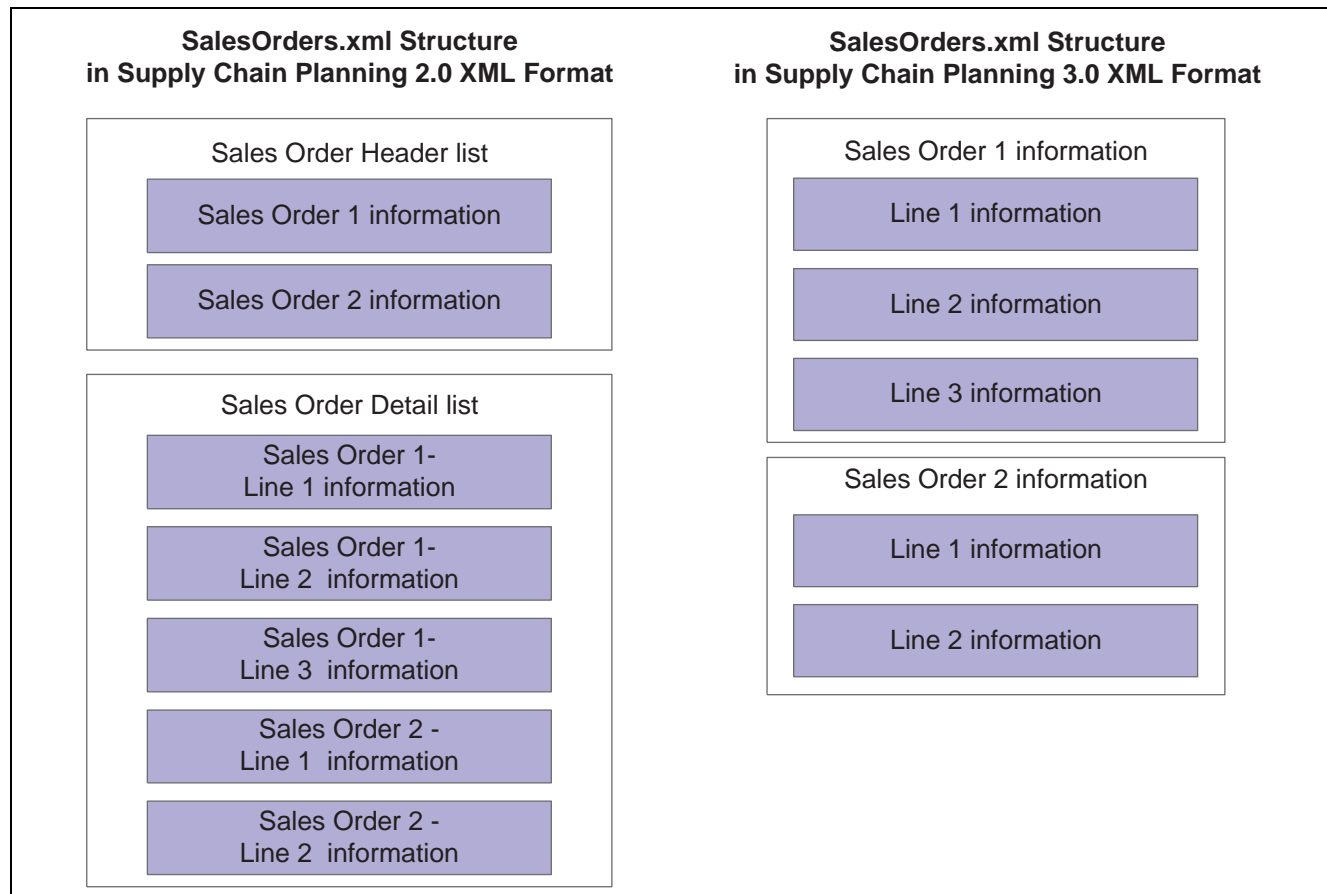 SalesOrders.xml Structure
in Supply Chain Planning 2.0 XML Format
Sales Order Header list
Sales Order 1 information
Sales Order 2 information
Sales Order Detail list
Sales Order 1-
Line 1 information
Sales Order 1-
Line 2 information
Sales Order 1-
Line 3 information
Sales Order 2 -
Line 1 information
Sales Order 2 -
Line 2 information
SalesOrders.xml Structure
in Supply Chain Planning 3.0 XML Format
Sales Order 1 information
Line 1 information
Line 2 information
Line 3 information
Sales Order 2 information
Line 1 information
Line 2 information